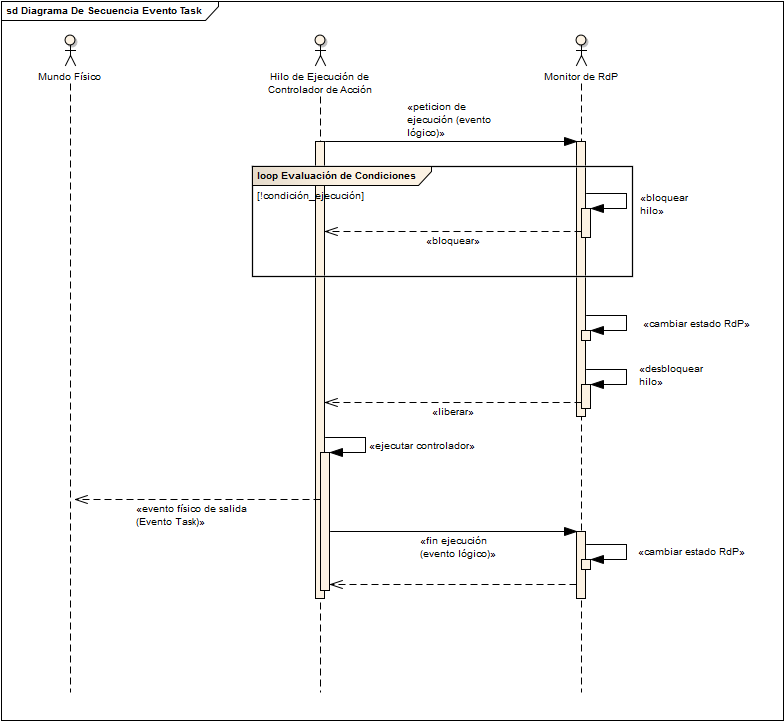 sd Diagrama De Secuencia Evento Task
Mundo Físico
Hilo de Ejecución de
Controlador de Acción
Monitor de RdP
«peticion de
ejecución (evento
lógico)»
loop Evaluación de Condiciones
[!condición_ejecución]
«bloquear
hilo»
«bloquear»
«cambiar estado RdP»
«desbloquear
hilo»
«liberar»
«ejecutar controlador»
«evento físico de salida
(Evento Task)»
«fin ejecución
(evento lógico)»
«cambiar estado RdP»